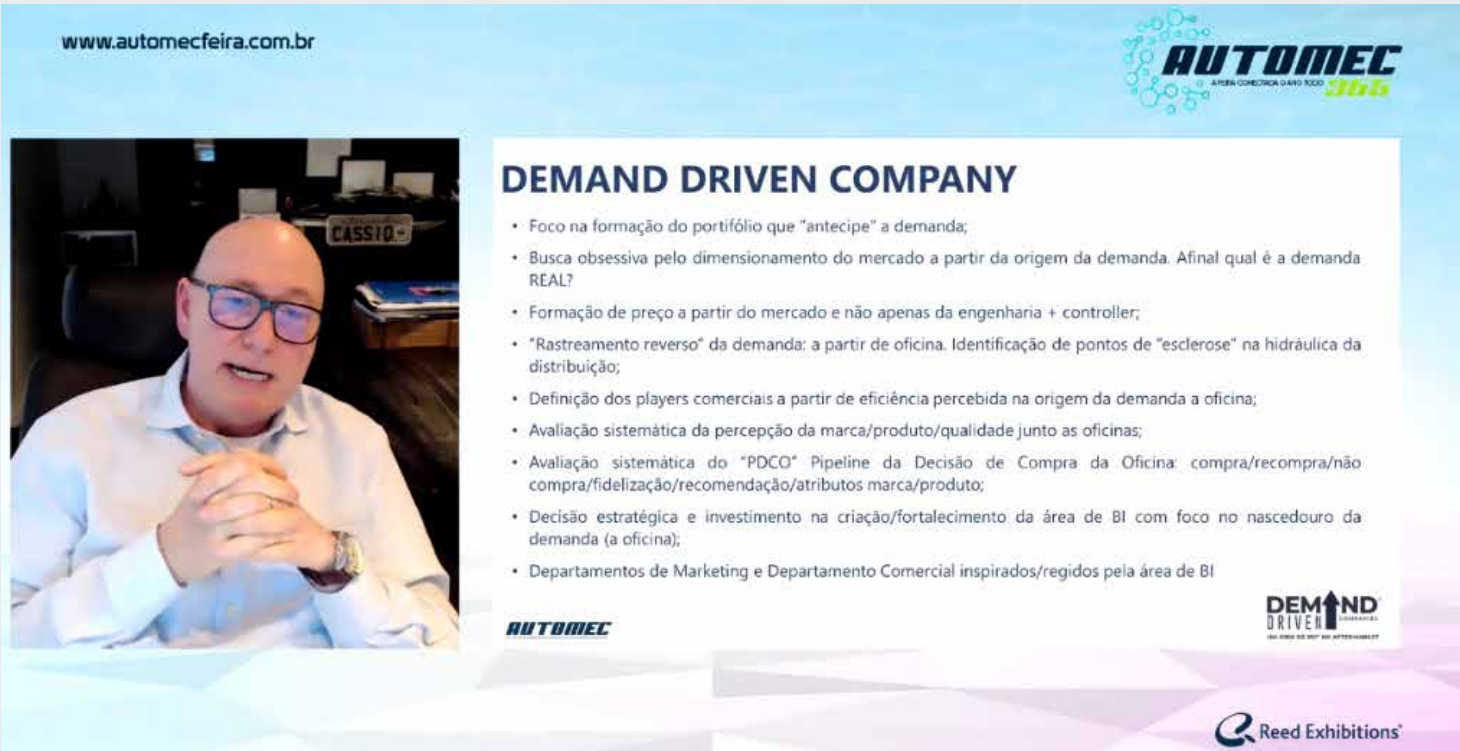 www.automecfeira.com.br
AUTOMEC
A FEIRA CONECTADA O ANO TODO
365
CASSIO
DEMAND DRIVEN COMPANY
• Foco na formação do portifólio que "antecipe" a demanda;
• Busca obsessiva pelo dimensionamento do mercado a partir da origem da demanda. Afinal qual é a demanda
REAL?
• Formação de preço a partir do mercado e não apenas da engenharia + controller;
• "Rastreamento reverso" da demanda: a partir de oficina. Identificação de pontos de "esclerose" na hidráulica da
distribuição;
• Definição dos players comerciais a partir de eficiência percebida na origem da demanda a oficina;
• Avaliação sistemática da percepção da marca/produto/qualidade junto as oficinas;
• Avaliação sistemática do "PDCO" Pipeline da Decisão de Compra da Oficina: compra/recompra/não
compra/fidelização/recomendação/atributos marca/produto;
• Decisão estratégica e investimento na criação/fortalecimento da área de BI com foco no nascedouro da
demanda (a oficina);
• Departamentos de Marketing e Departamento Comercial inspirados/regidos pela área de BI
AUTOMEC
DEMAND
DRIVEN COMPANIES
Reed Exhibitions